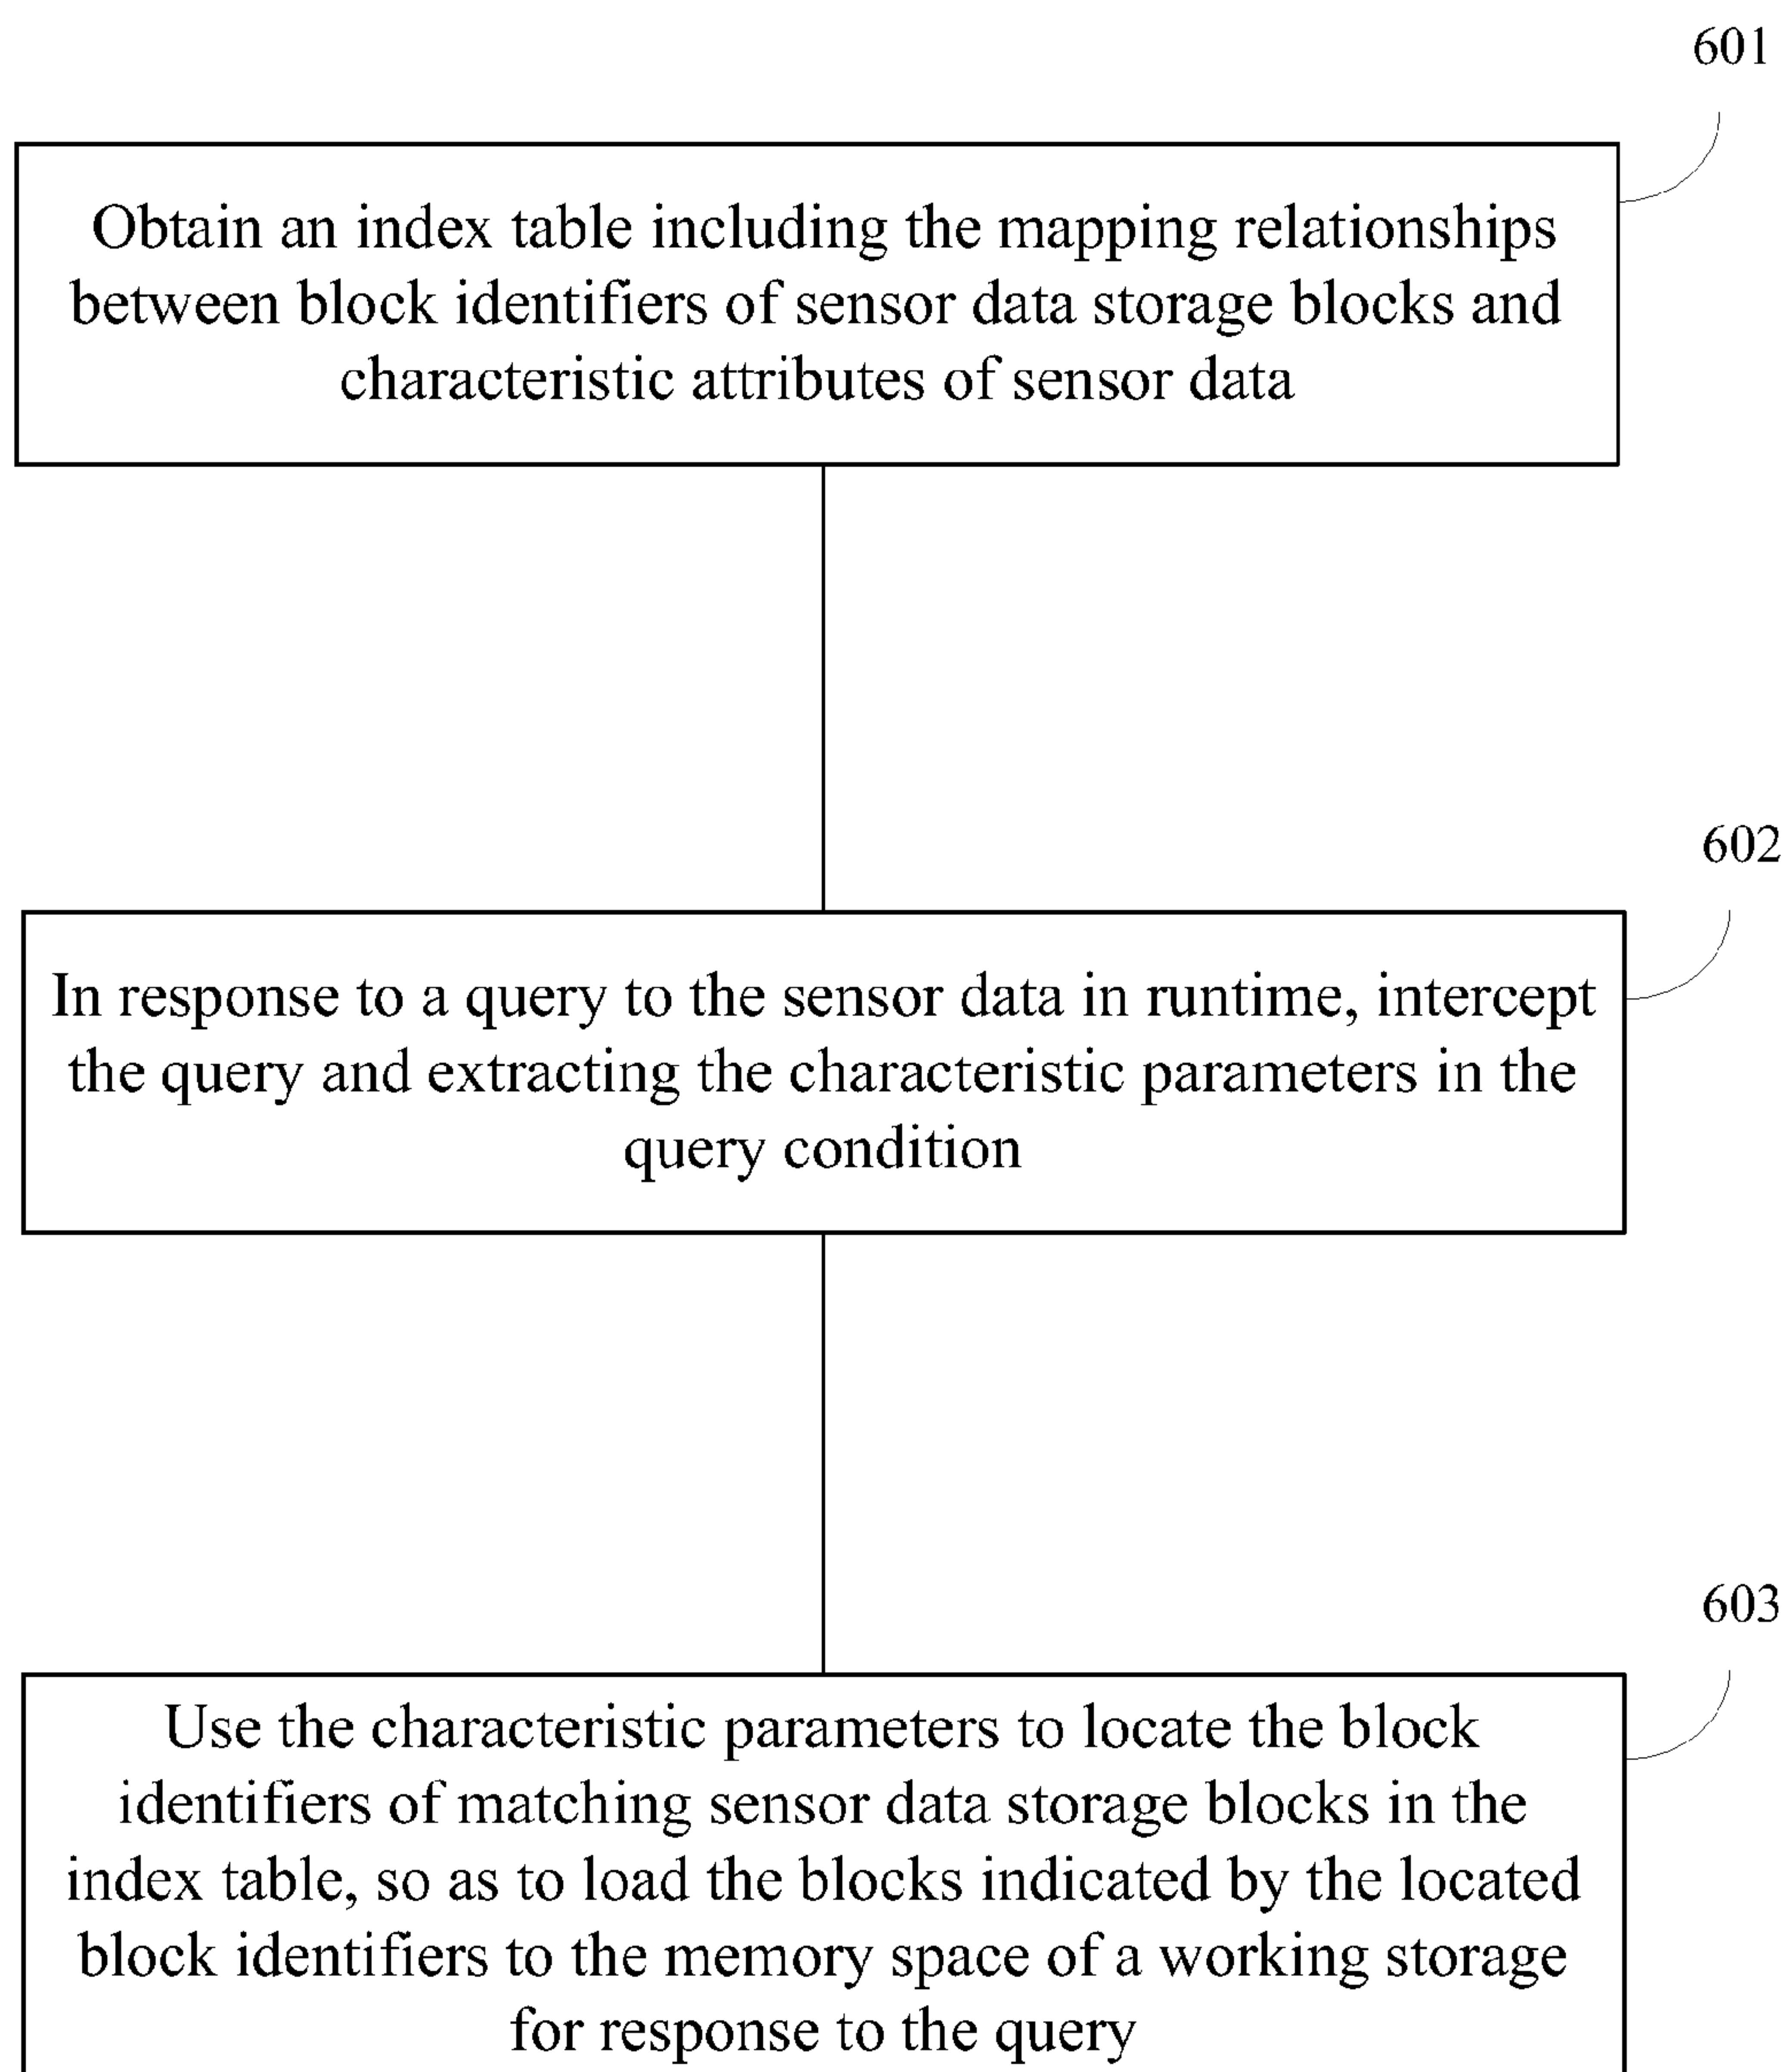 601
Obtain an index table including the mapping relationships
between block identifiers of sensor data storage blocks and
characteristic attributes of sensor data
602
In response to a query to the sensor data in runtime, intercept
the query and extracting the characteristic parameters in the
query condition
603
Use the characteristic parameters to locate the block
identifiers of matching sensor data storage blocks in the
index table, so as to load the blocks indicated by the located
block identifiers to the memory space of a working storage
for response to the query